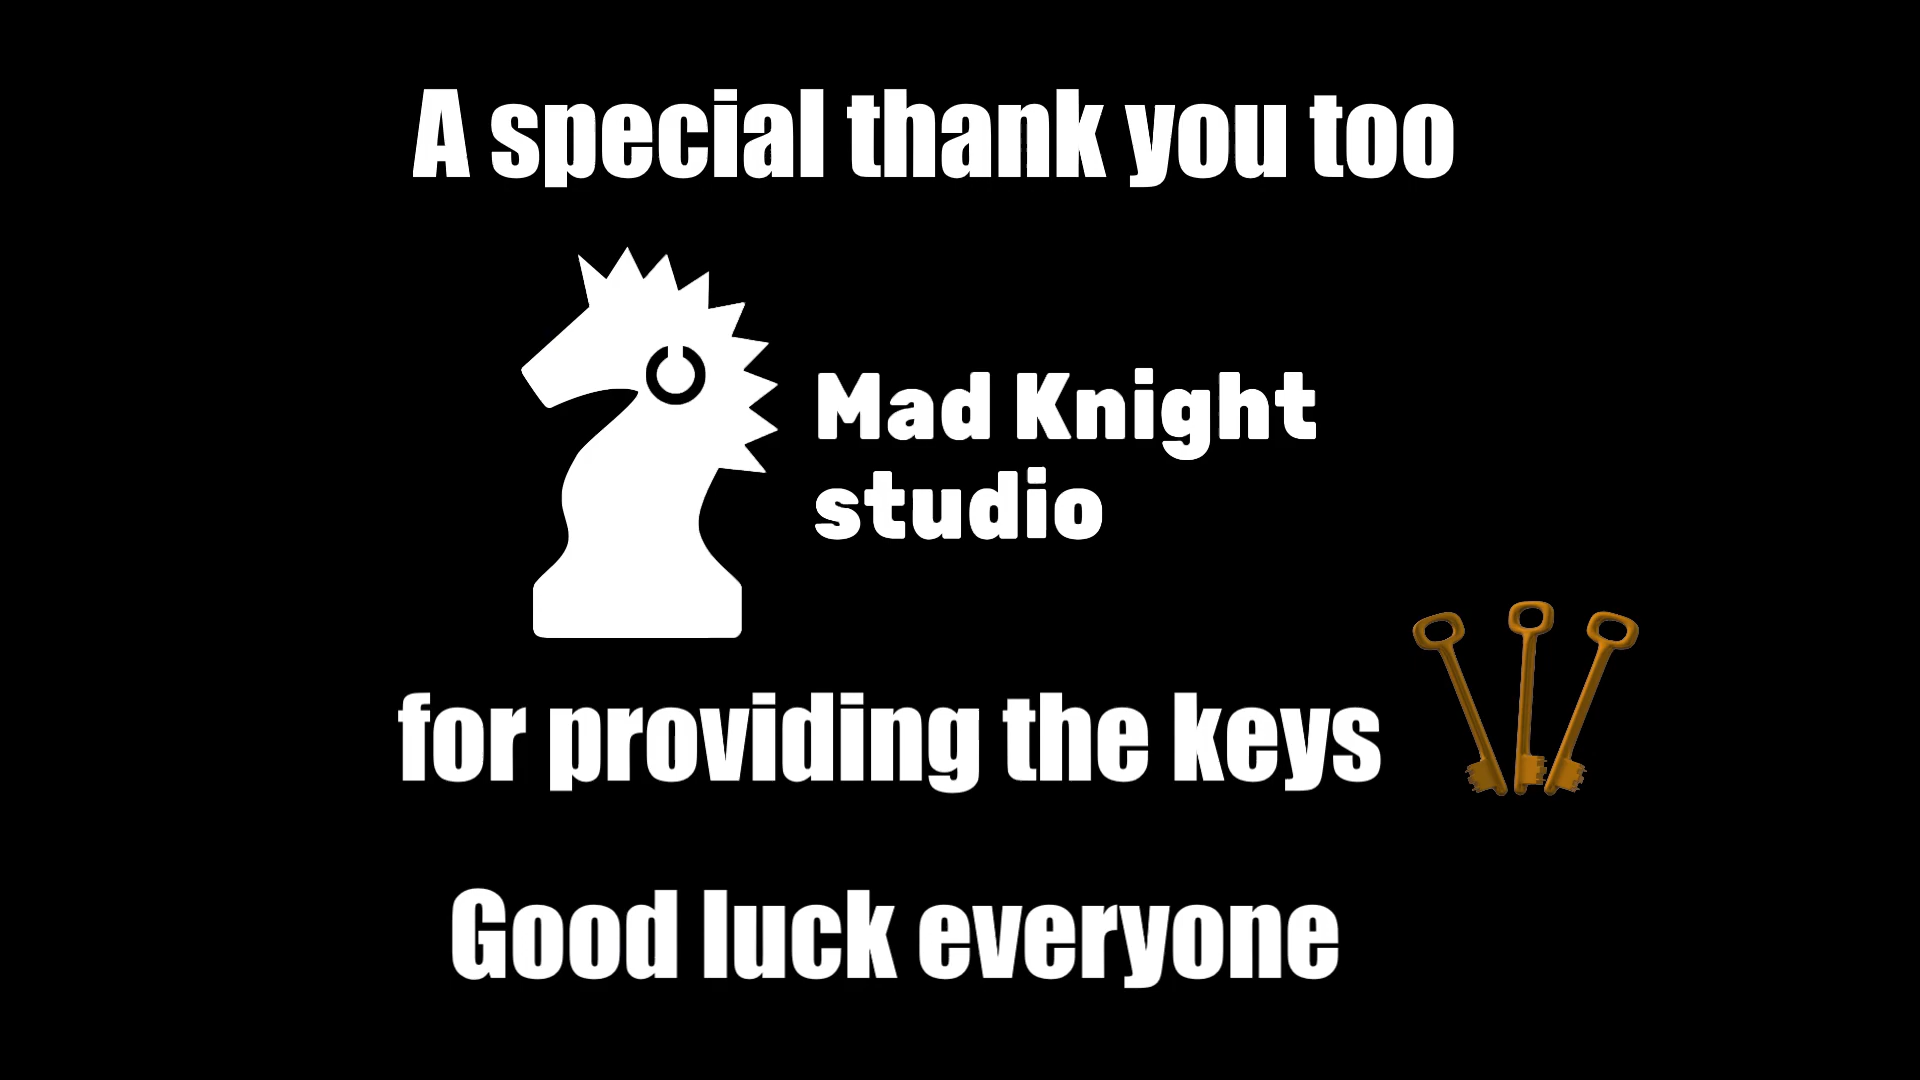 A special thank you too
Mad Knight
studio
for providing the keys
Good luck everyone